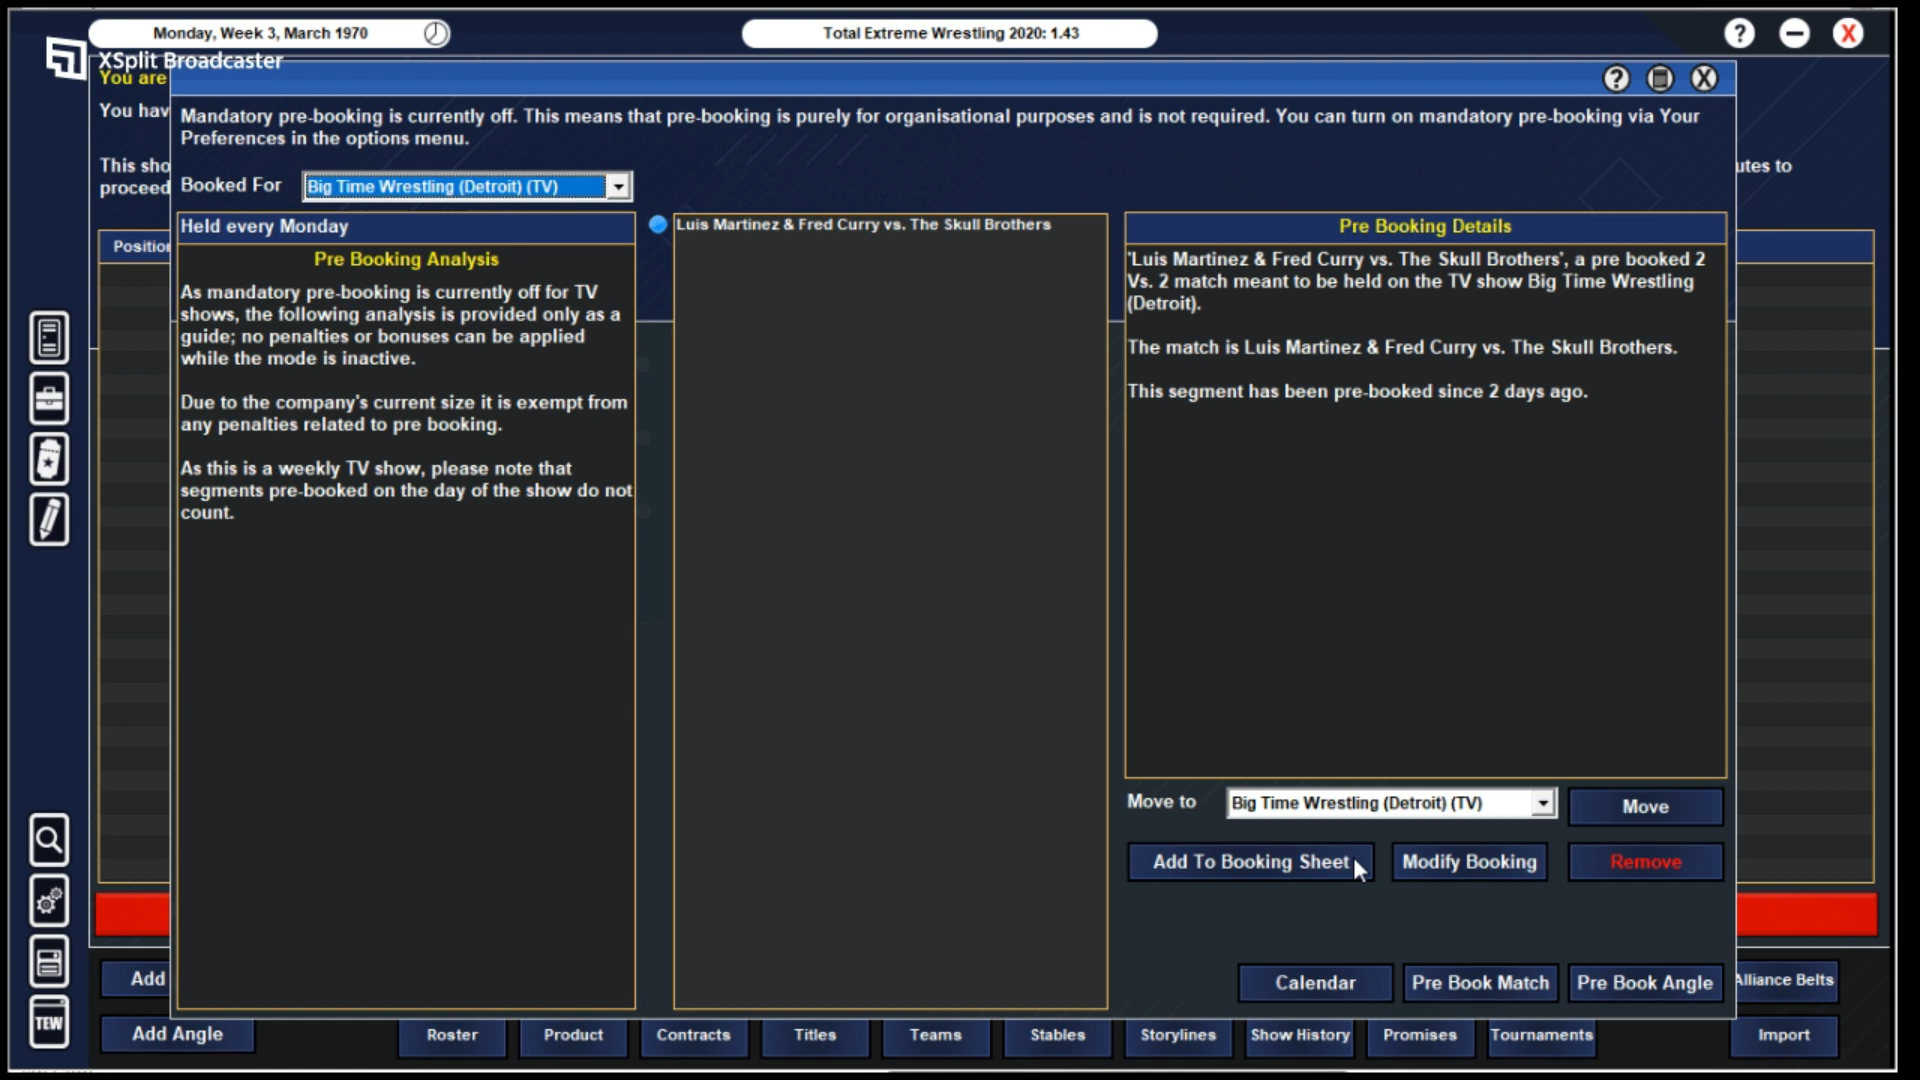 Monday, Week 3, March 1970
Total Extreme Wrestling 2020: 1.43
?
X
XSplit Broadcaster
You are
You hav
This sho
proceed
utes to
Position
? X
Mandatory pre-booking is currently off. This means that pre-booking is purely for organisational purposes and is not required. You can turn on mandatory pre-booking via Your
Preferences in the options menu.
Booked For
Big Time Wrestling (Detroit) (TV)
Held every Monday
Pre Booking Analysis
As mandatory pre-booking is currently off for TV
shows, the following analysis is provided only as a
guide; no penalties or bonuses can be applied
while the mode is inactive.
Due to the company's current size it is exempt from
any penalties related to pre booking.
As this is a weekly TV show, please note that
segments pre-booked on the day of the show do not
count.
Luis Martinez & Fred Curry vs. The Skull Brothers
Pre Booking Details
'Luis Martinez & Fred Curry vs. The Skull Brothers', a pre booked 2
Vs. 2 match meant to be held on the TV show Big Time Wrestling
(Detroit).
The match is Luis Martinez & Fred Curry vs. The Skull Brothers.
This segment has been pre-booked since 2 days ago.
Move to
Big Time Wrestling (Detroit) (TV)
Move
Add To Booking Sheet
Modify Booking
Remove
Calendar
Pre Book Match
Pre Book Angle
Add
Alliance Belts
TEW
Add Angle
Roster
Product
Contracts
Titles
Teams
Stables
Storylines
Show History
Promises
Tournaments
Import